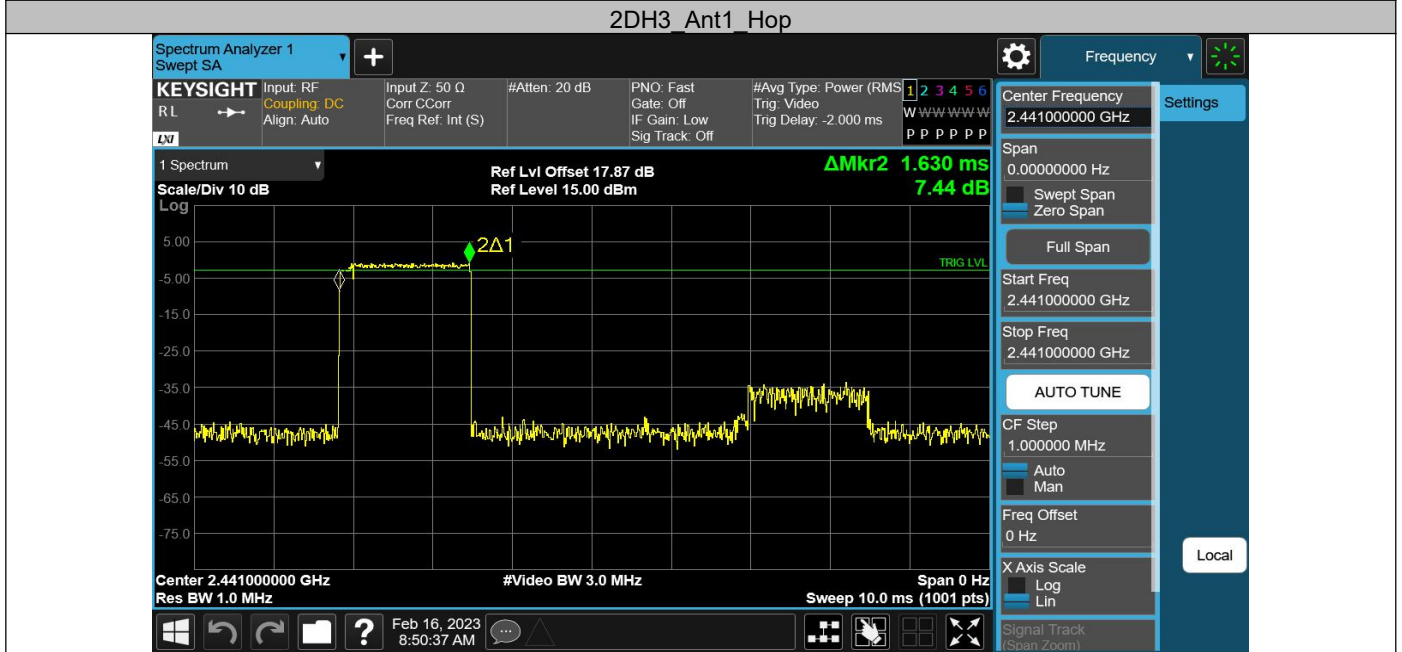 2DH3_Ant1_Hop
Spectrum Analyzer 1
Swept SA
+
Frequency
KEYSIGHT
RL
LXI
Input: RF
Coupling: DC
Align: Auto
Input Z: 50 Ω
Corr CCorr
Freq Ref: Int (S)
#Atten: 20 dB
PNO: Fast
Gate: Off
IF Gain: Low
Sig Track: Off
#Avg Type: Power (RMS
Trig: Video
Trig Delay: -2.000 ms
1 2 3 4 5 6
W W W W W W
P P P P P P
1 Spectrum
Scale/Div 10 dB
Log
Ref Lvl Offset 17.87 dB
Ref Level 15.00 dBm
ΔMkr2 1.630 ms
7.44 dB
5.00
-5.00
-15.0
-25.0
-35.0
-45.0
-55.0
-65.0
-75.0
2Δ1
TRIG LVL
Center 2.441000000 GHz
Res BW 1.0 MHz
#Video BW 3.0 MHz
Span 0 Hz
Sweep 10.0 ms (1001 pts)
Center Frequency
2.441000000 GHz
Settings
Span
0.00000000 Hz
Swept Span
Zero Span
Full Span
Start Freq
2.441000000 GHz
Stop Freq
2.441000000 GHz
AUTO TUNE
CF Step
1.000000 MHz
Auto
Man
Freq Offset
0 Hz
X Axis Scale
Log
Lin
Signal Track
(Span Zoom)
Local
?
Feb 16, 2023
8:50:37 AM